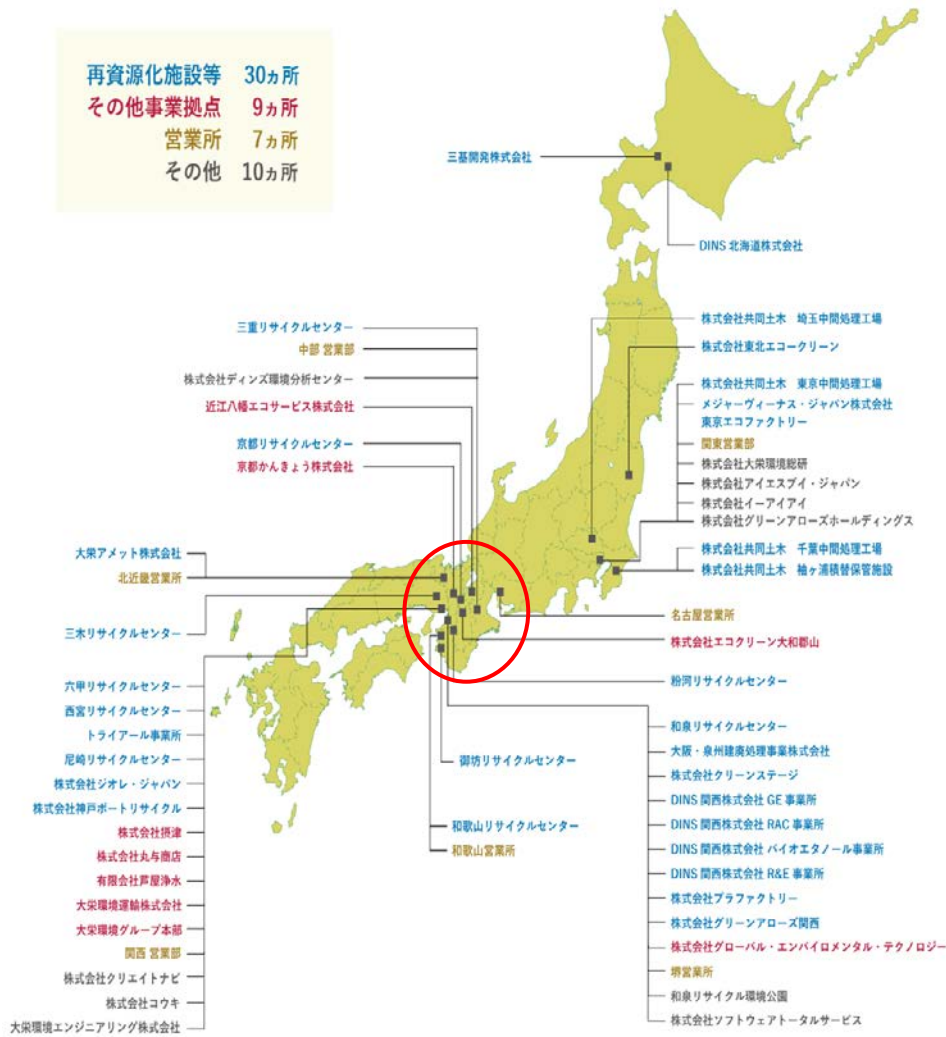 再資源化施設等 30ヵ所
その他事業拠点 9ヵ所
営業所 7ヵ所
その他 10ヵ所
三基開発株式会社
DINS 北海道株式会社
三重リサイクルセンター
中部 営業部
株式会社ディンズ環境分析センター
近江八幡エコサービス株式会社
京都リサイクルセンター
京都かんきょう株式会社
大栄アメット株式会社
北近畿営業所
三木リサイクルセンター
六甲リサイクルセンター
西宮リサイクルセンター
トライアール事業所
尼崎リサイクルセンター
株式会社ジオレ・ジャパン
株式会社神戸ポートリサイクル
株式会社摂津
株式会社丸与商店
有限会社芦屋浄水
大栄環境運輸株式会社
大栄環境グループ本部
関西 営業部
株式会社クリエイトナビ
株式会社コウキ
大栄環境エンジニアリング株式会社
株式会社共同土木 埼玉中間処理工場
株式会社東北エコークリーン
株式会社共同土木 東京中間処理工場
メジャーヴィーナス・ジャパン株式会社
東京エコファクトリー
関東営業部
株式会社大栄環境総研
株式会社アイエスブイ・ジャパン
株式会社イーアイアイ
株式会社グリーンアローズホールディングス
株式会社共同土木 千葉中間処理工場
株式会社共同土木 袖ヶ浦積替保管施設
名古屋営業所
株式会社エコクリーン大和郡山
粉河リサイクルセンター
御坊リサイクルセンター
和歌山リサイクルセンター
和歌山営業所
和泉リサイクルセンター
大阪・泉州建廃処理事業株式会社
株式会社クリーンステージ
DINS 関西株式会社 GE 事業所
DINS 関西株式会社 RAC 事業所
DINS 関西株式会社 バイオエタノール事業所
DINS 関西株式会社 R&E 事業所
株式会社プラファクトリー
株式会社グリーンアローズ関西
株式会社グローバル・エンバイロメンタル・テクノロジー
堺営業所
和泉リサイクル環境公園
株式会社ソフトウェアトータルサービス